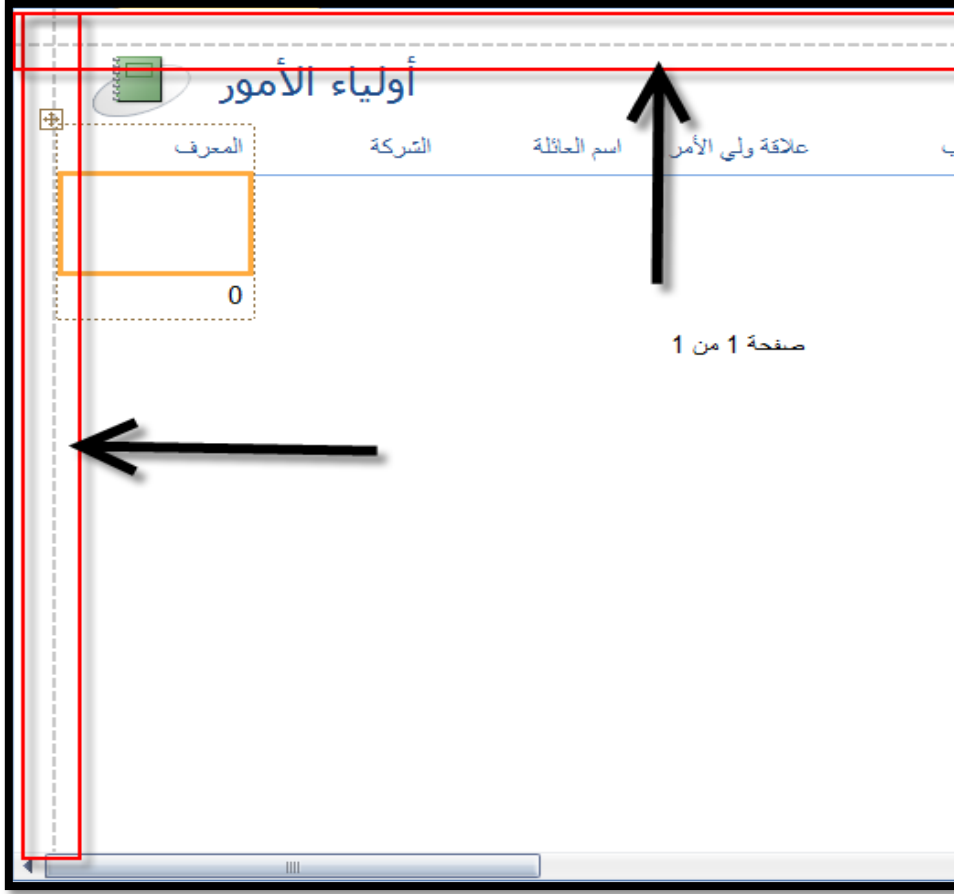 أولياء الأمور
علاقة ولي الأمر اسم العائلة الشركة المعرف
0
صفحة 1 من 1